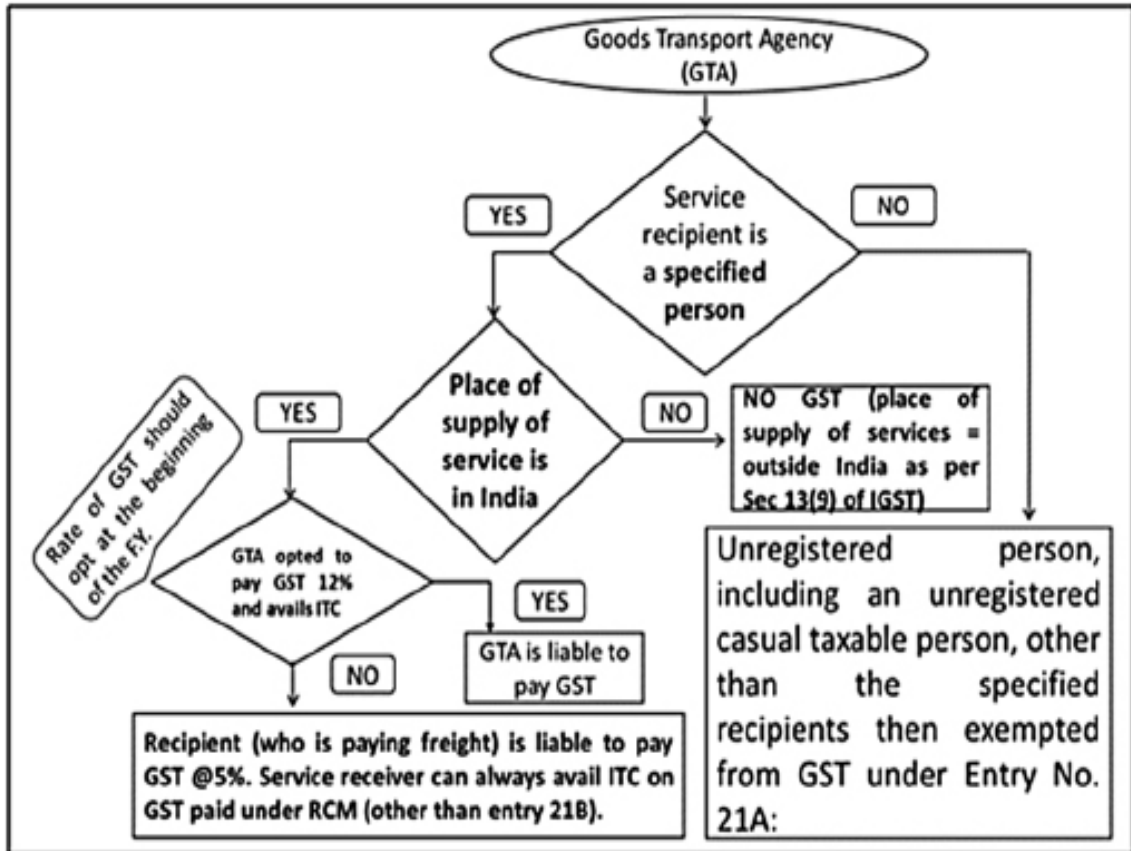 Goods Transport Agency
(GTA)
YES
NO
Service
recipient is
a specified
person
YES
NO
Place of
supply of
service is
in India
NO GST (place of
supply of services =
outside India as per
Sec 13(9) of IGST)
Rate of GST should
opt at the beginning
of the F.Y.
GTA opted to
pay GST 12%
and avails ITC
YES
GTA is liable to
pay GST
NO
Recipient (who is paying freight) is liable to pay
GST @5%. Service receiver can always avail ITC on
GST paid under RCM (other than entry 21B).
Unregistered person,
including an unregistered
casual taxable person, other
than the specified
recipients then exempted
from GST under Entry No.
21A: